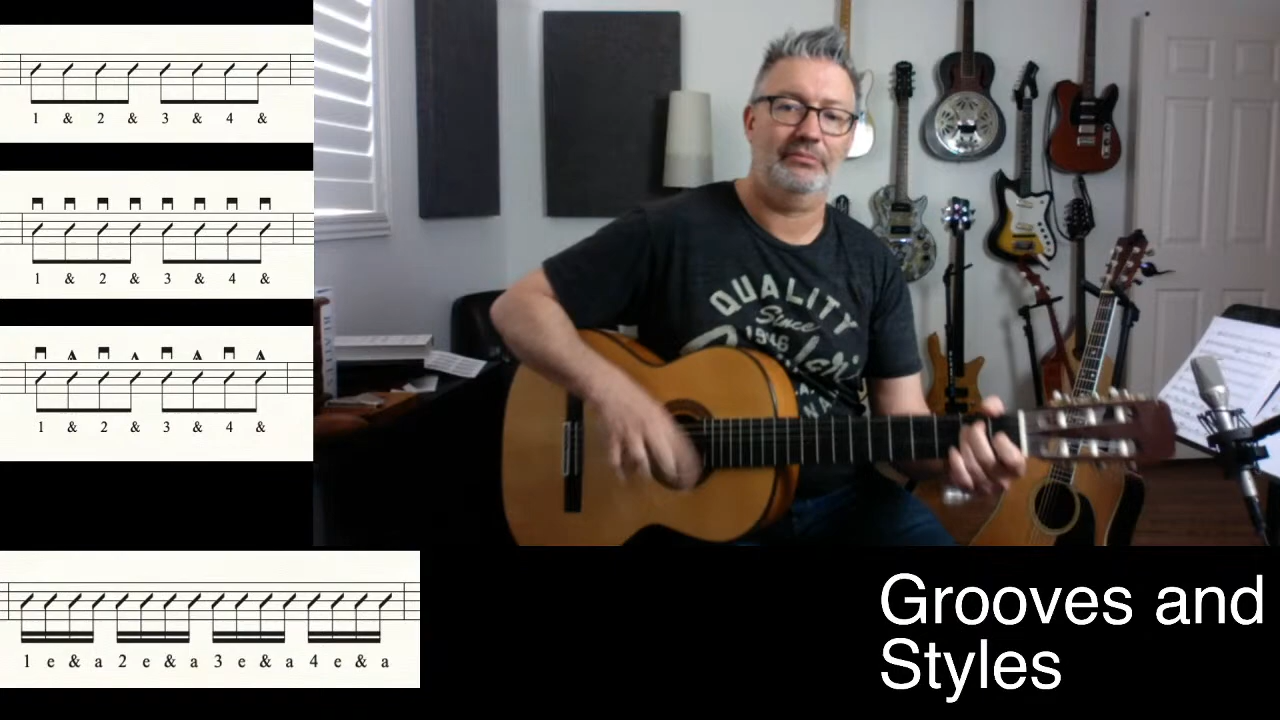 1 & 2 & 3 & 4 &
1 & 2 & 3 & 4 &
1 & 2 & 3 & 4 &
1 e & a 2 e & a 3 e & a 4 e & a
QUALITY
Since
1946
Grooves and
Styles